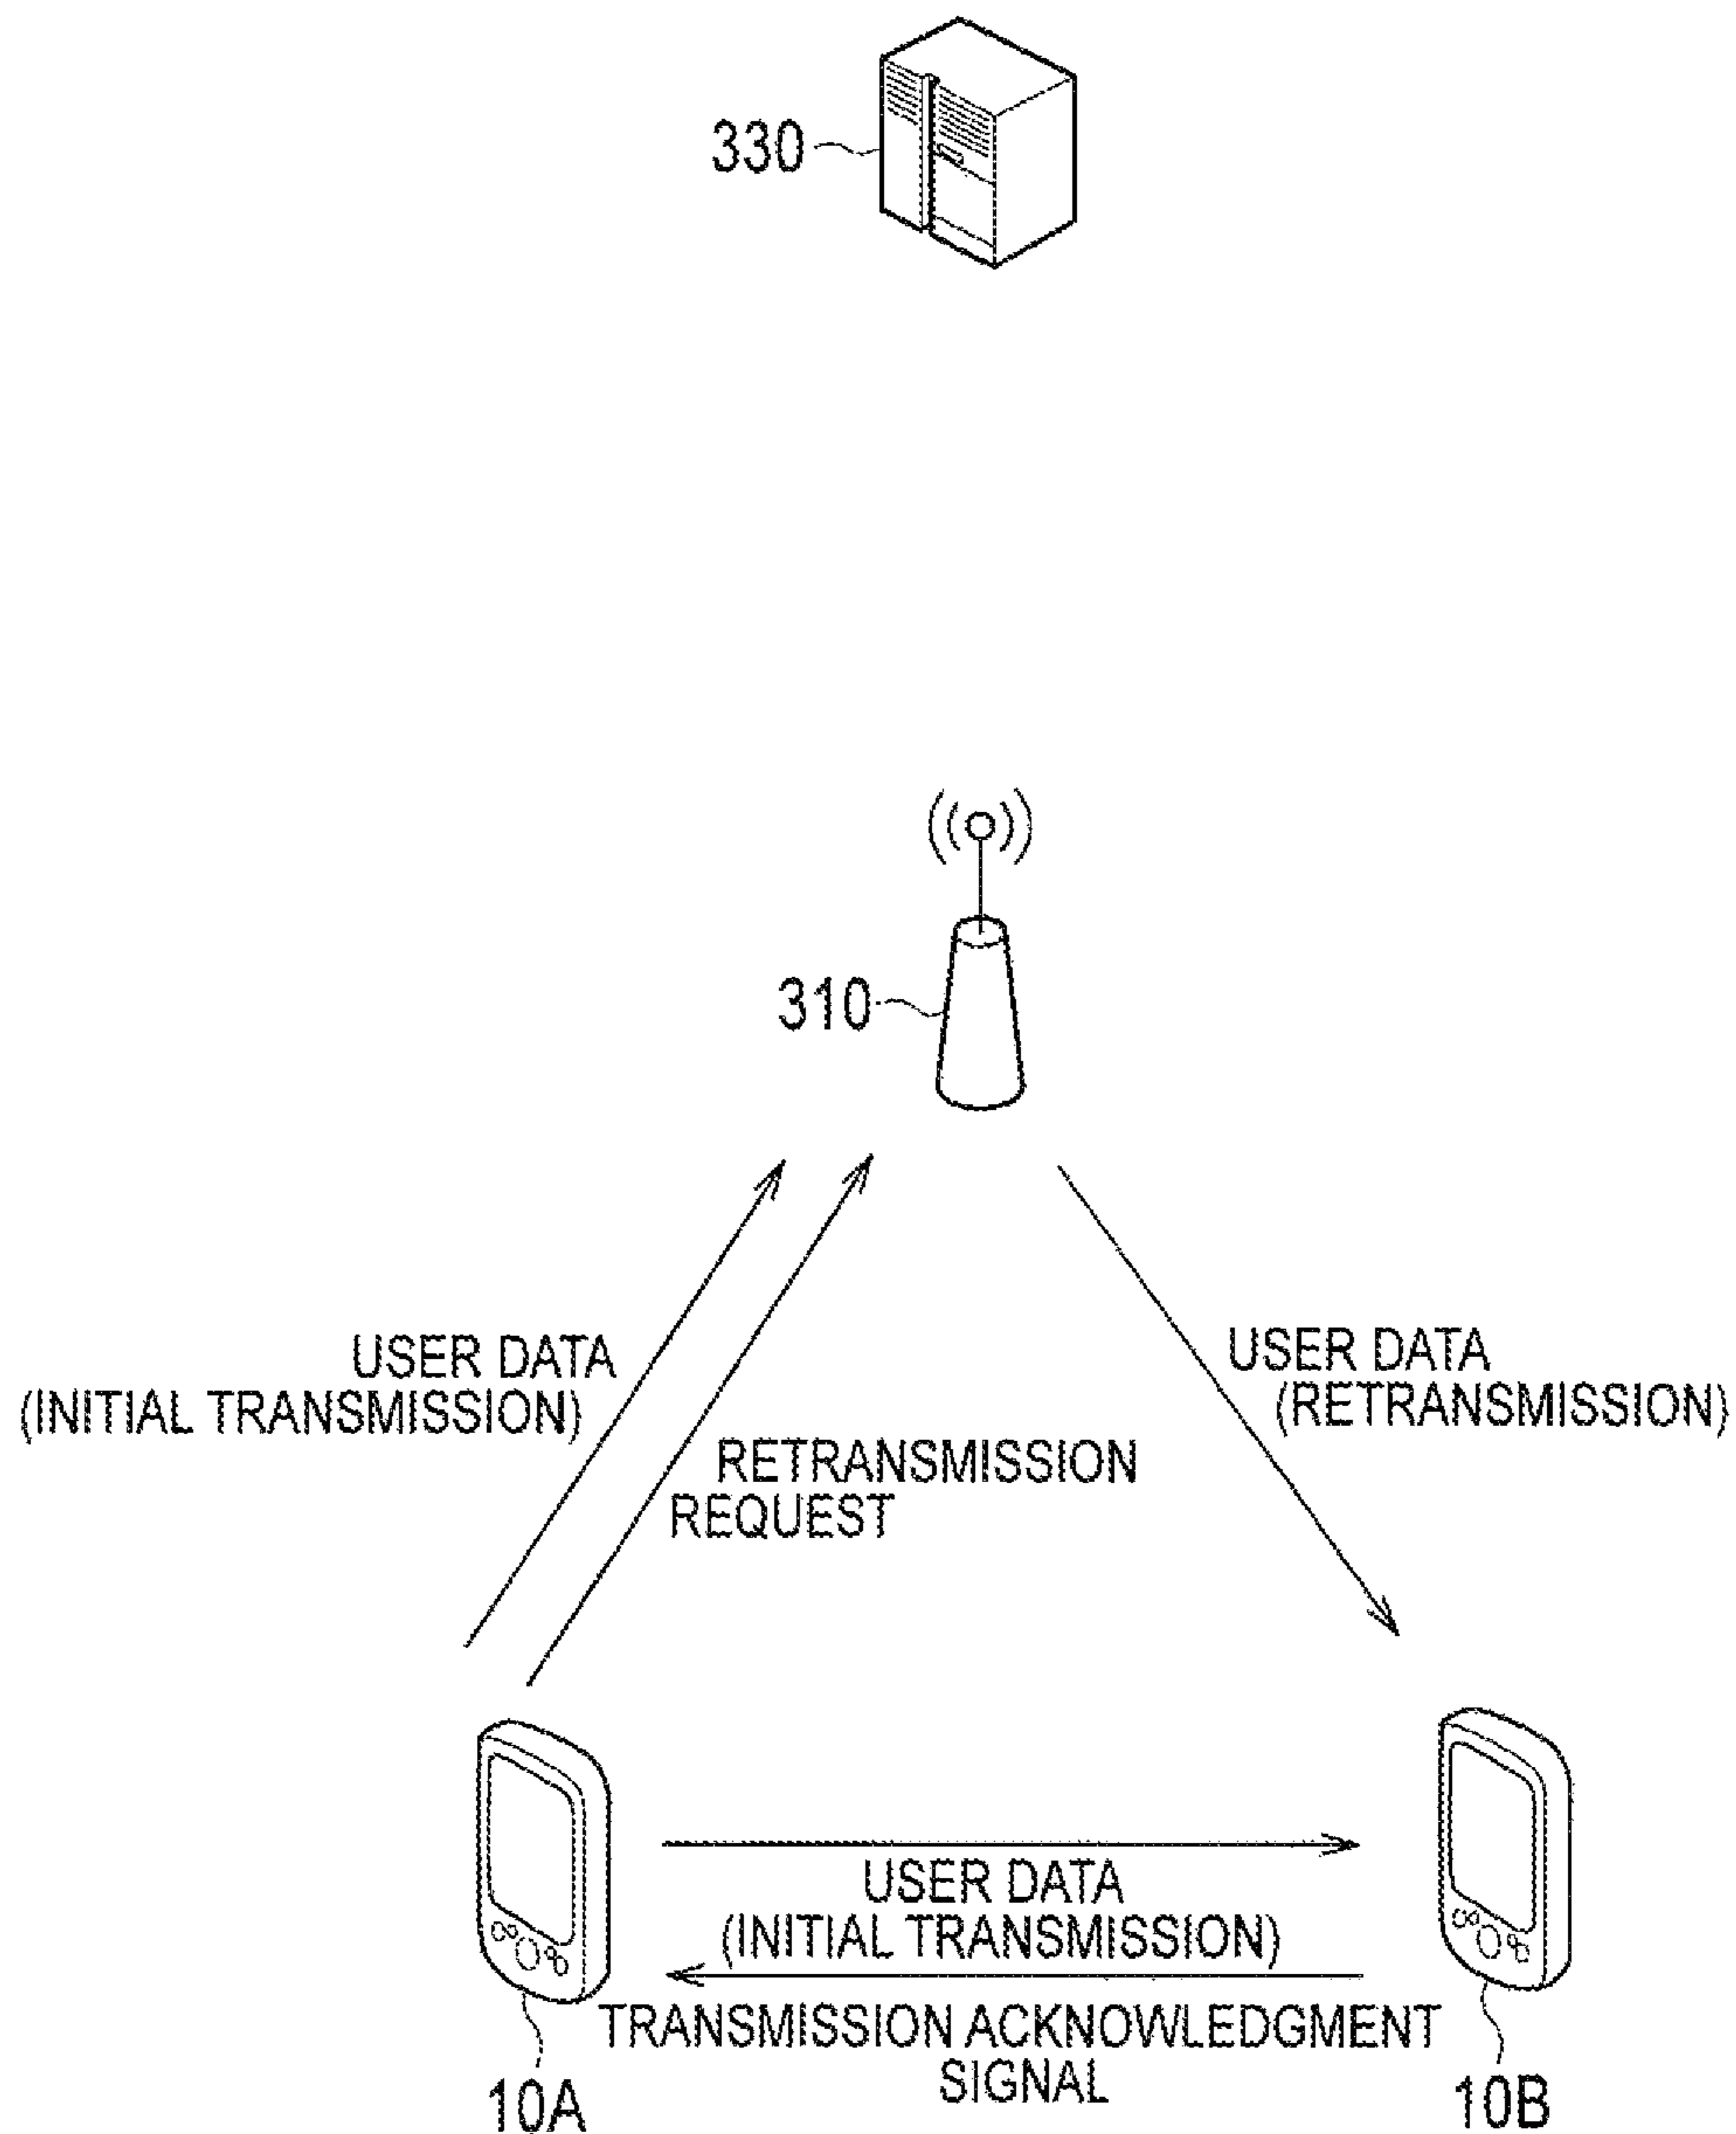 330
310
USER DATA
(INITIAL TRANSMISSION)
USER DATA
(RETRANSMISSION)
RETRANSMISSION
REQUEST
USER DATA
(INITIAL TRANSMISSION)
TRANSMISSION ACKNOWLEDGMENT
SIGNAL
10A
10B